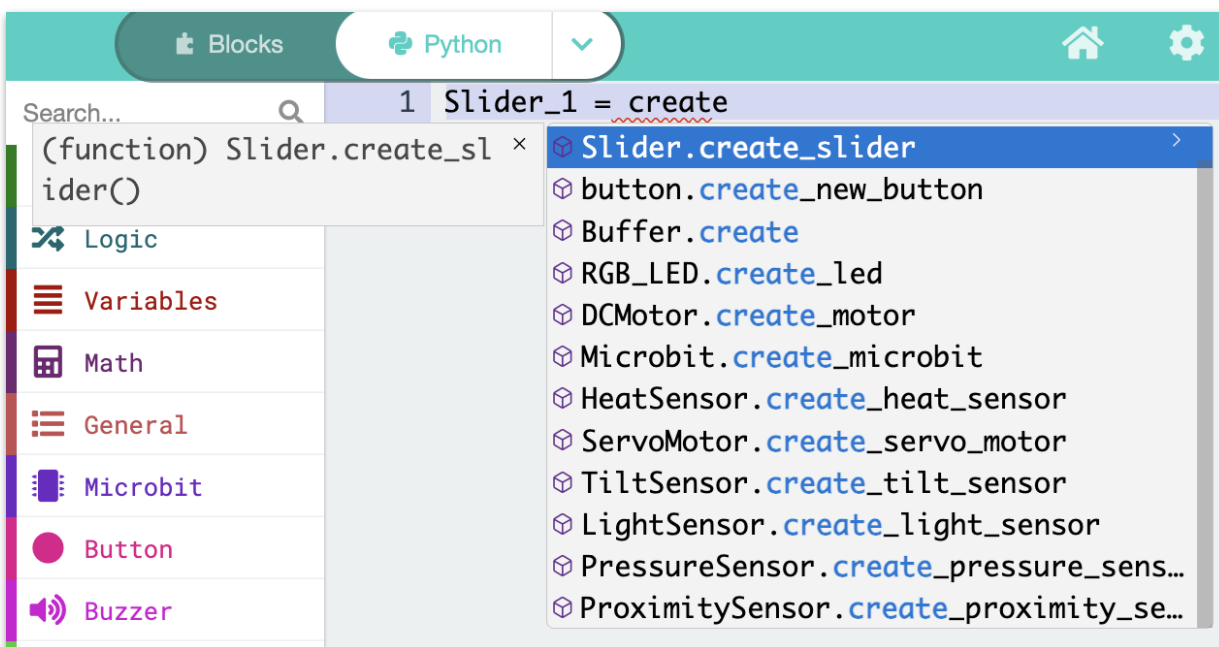 Blocks
Python
Search...
1 Slider_1 = create
(function) Slider.create_sl
ider()
×
Logic
Variables
Math
General
Microbit
Button
Buzzer
Slider.create_slider
button.create_new_button
Buffer.create
RGB_LED.create_led
DCMotor.create_motor
Microbit.create_microbit
HeatSensor.create_heat_sensor
ServoMotor.create_servo_motor
TiltSensor.create_tilt_sensor
LightSensor.create_light_sensor
PressureSensor.create_pressure_sens…
ProximitySensor.create_proximity_se…